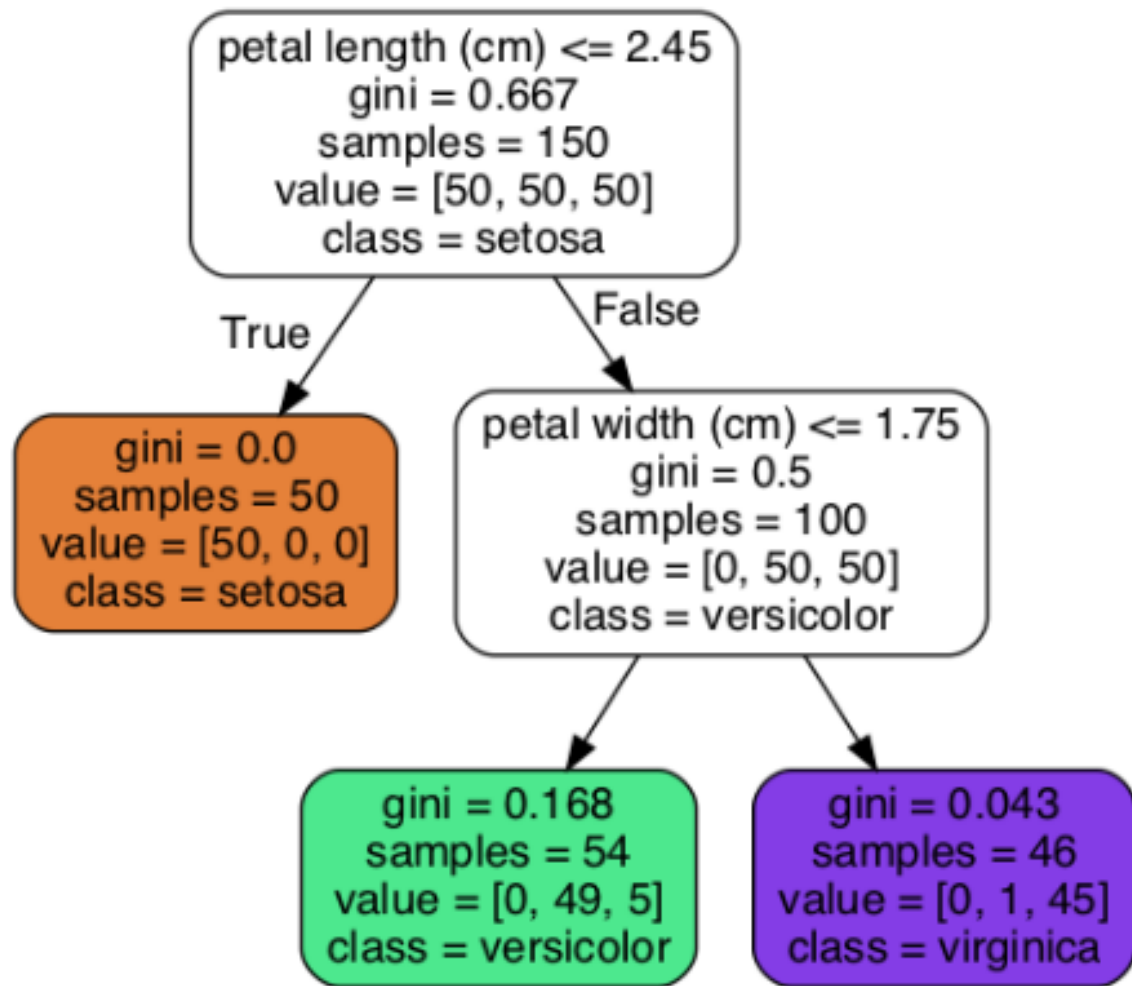 petal length (cm) <= 2.45
gini = 0.667
samples = 150
value = [50, 50, 50]
class = setosa
True
False
gini = 0.0
samples = 50
value = [50, 0, 0]
class = setosa
petal width (cm) <= 1.75
gini = 0.5
samples = 100
value = [0, 50, 50]
class = versicolor
gini = 0.168
samples = 54
value = [0, 49, 5]
class = versicolor
gini = 0.043
samples = 46
value = [0, 1, 45]
class = virginica